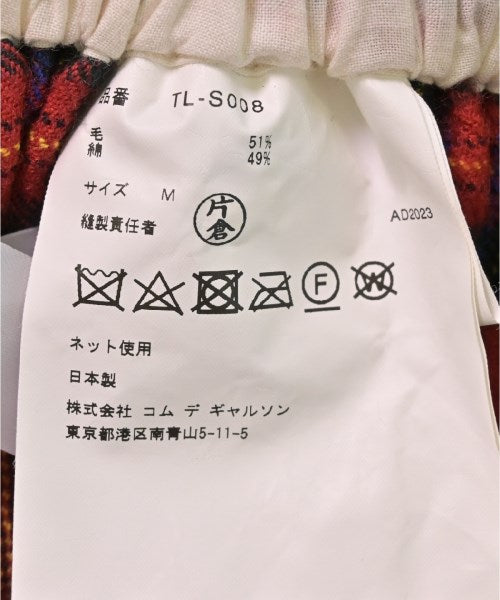 品番 TL-S008
毛 51%
綿 49%
サイズ M
縫製責任者 片倉
AD2023
F W
ネット使用
日本製
株式会社 コム デ ギャルソン
東京都港区南青山5-11-5